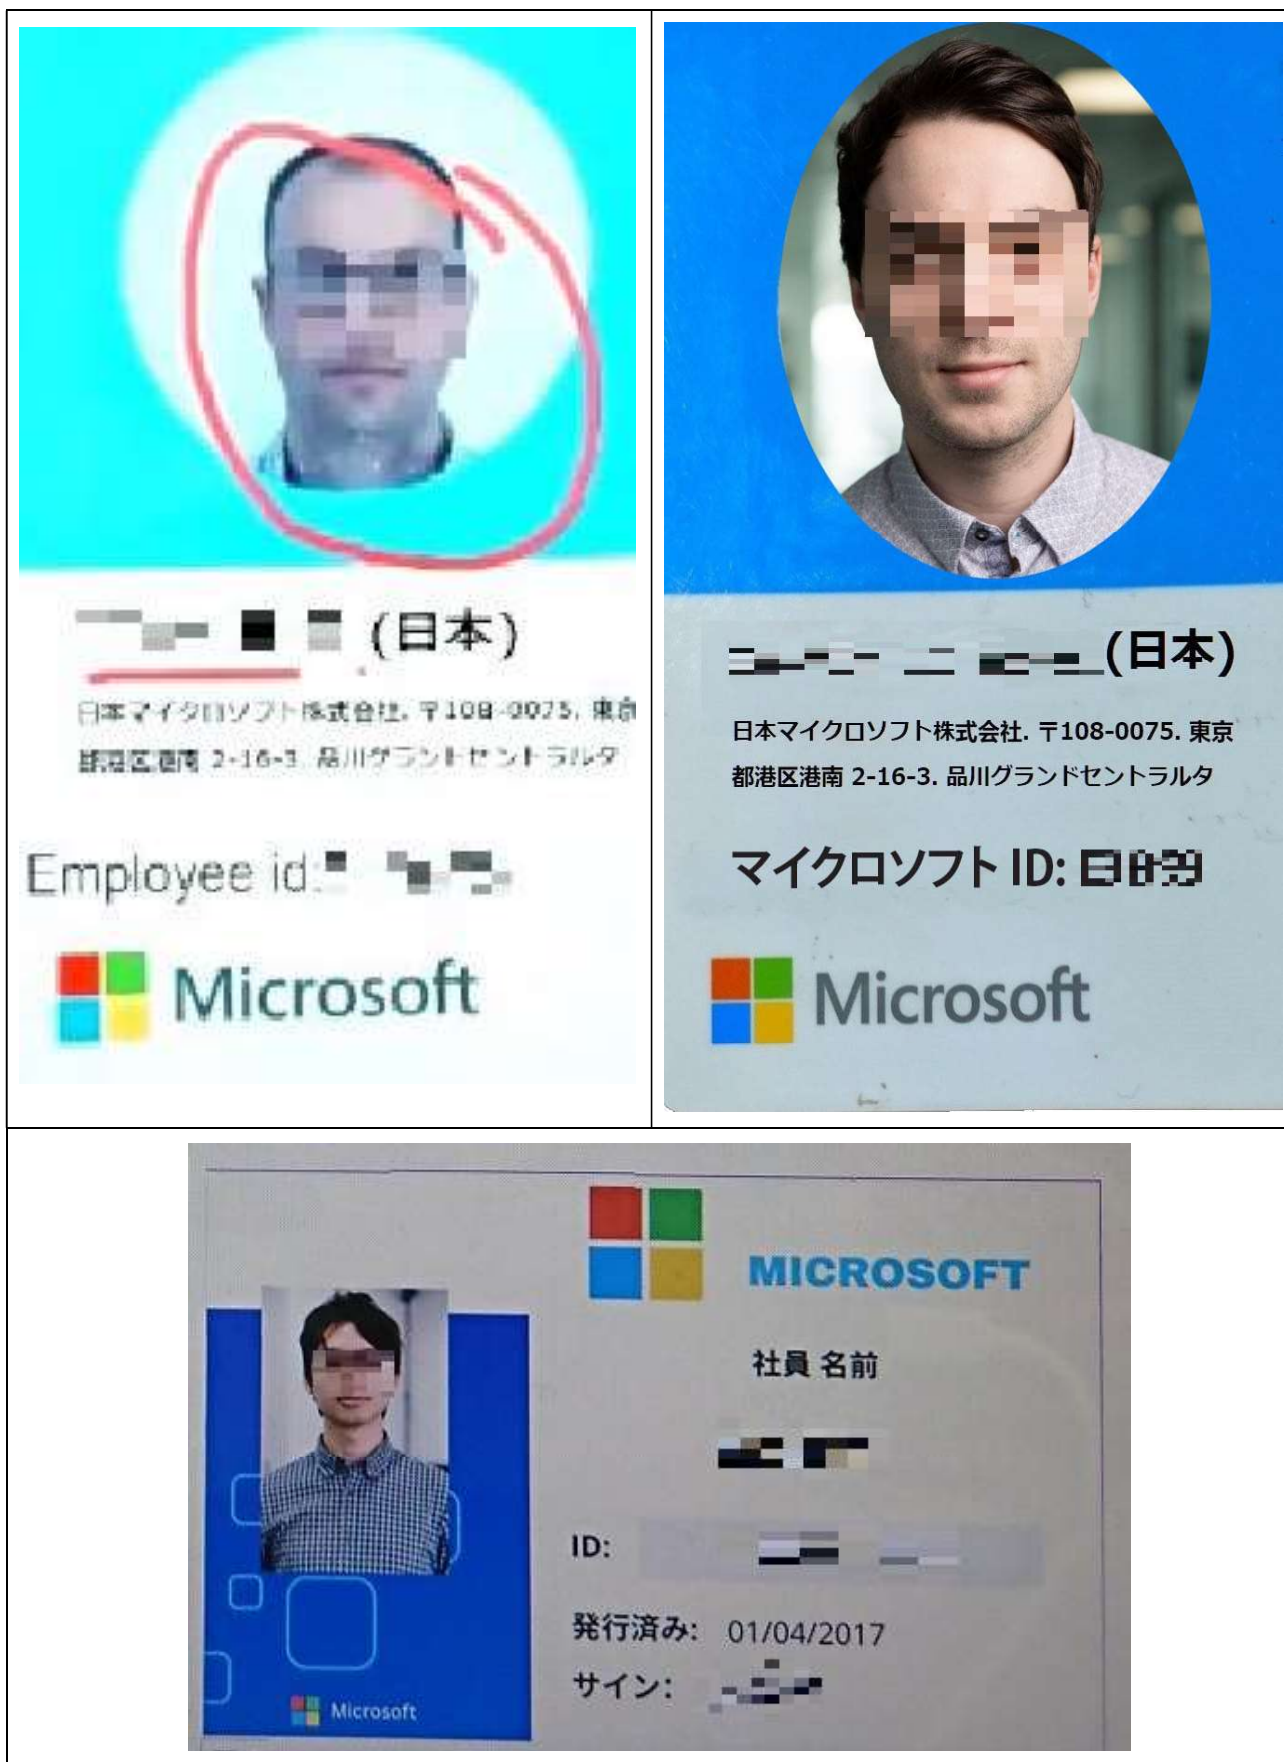 (日本)
日本マイクロソフト株式会社. 〒108-0075. 東京
都港区港南 2-16-3. 品川グランドセントラルタ
Employee id:
Microsoft
(日本)
日本マイクロソフト株式会社. 〒108-0075. 東京
都港区港南 2-16-3. 品川グランドセントラルタ
マイクロソフト ID:
Microsoft
MICROSOFT
社員 名前
ID:
発行済み: 01/04/2017
サイン:
Microsoft